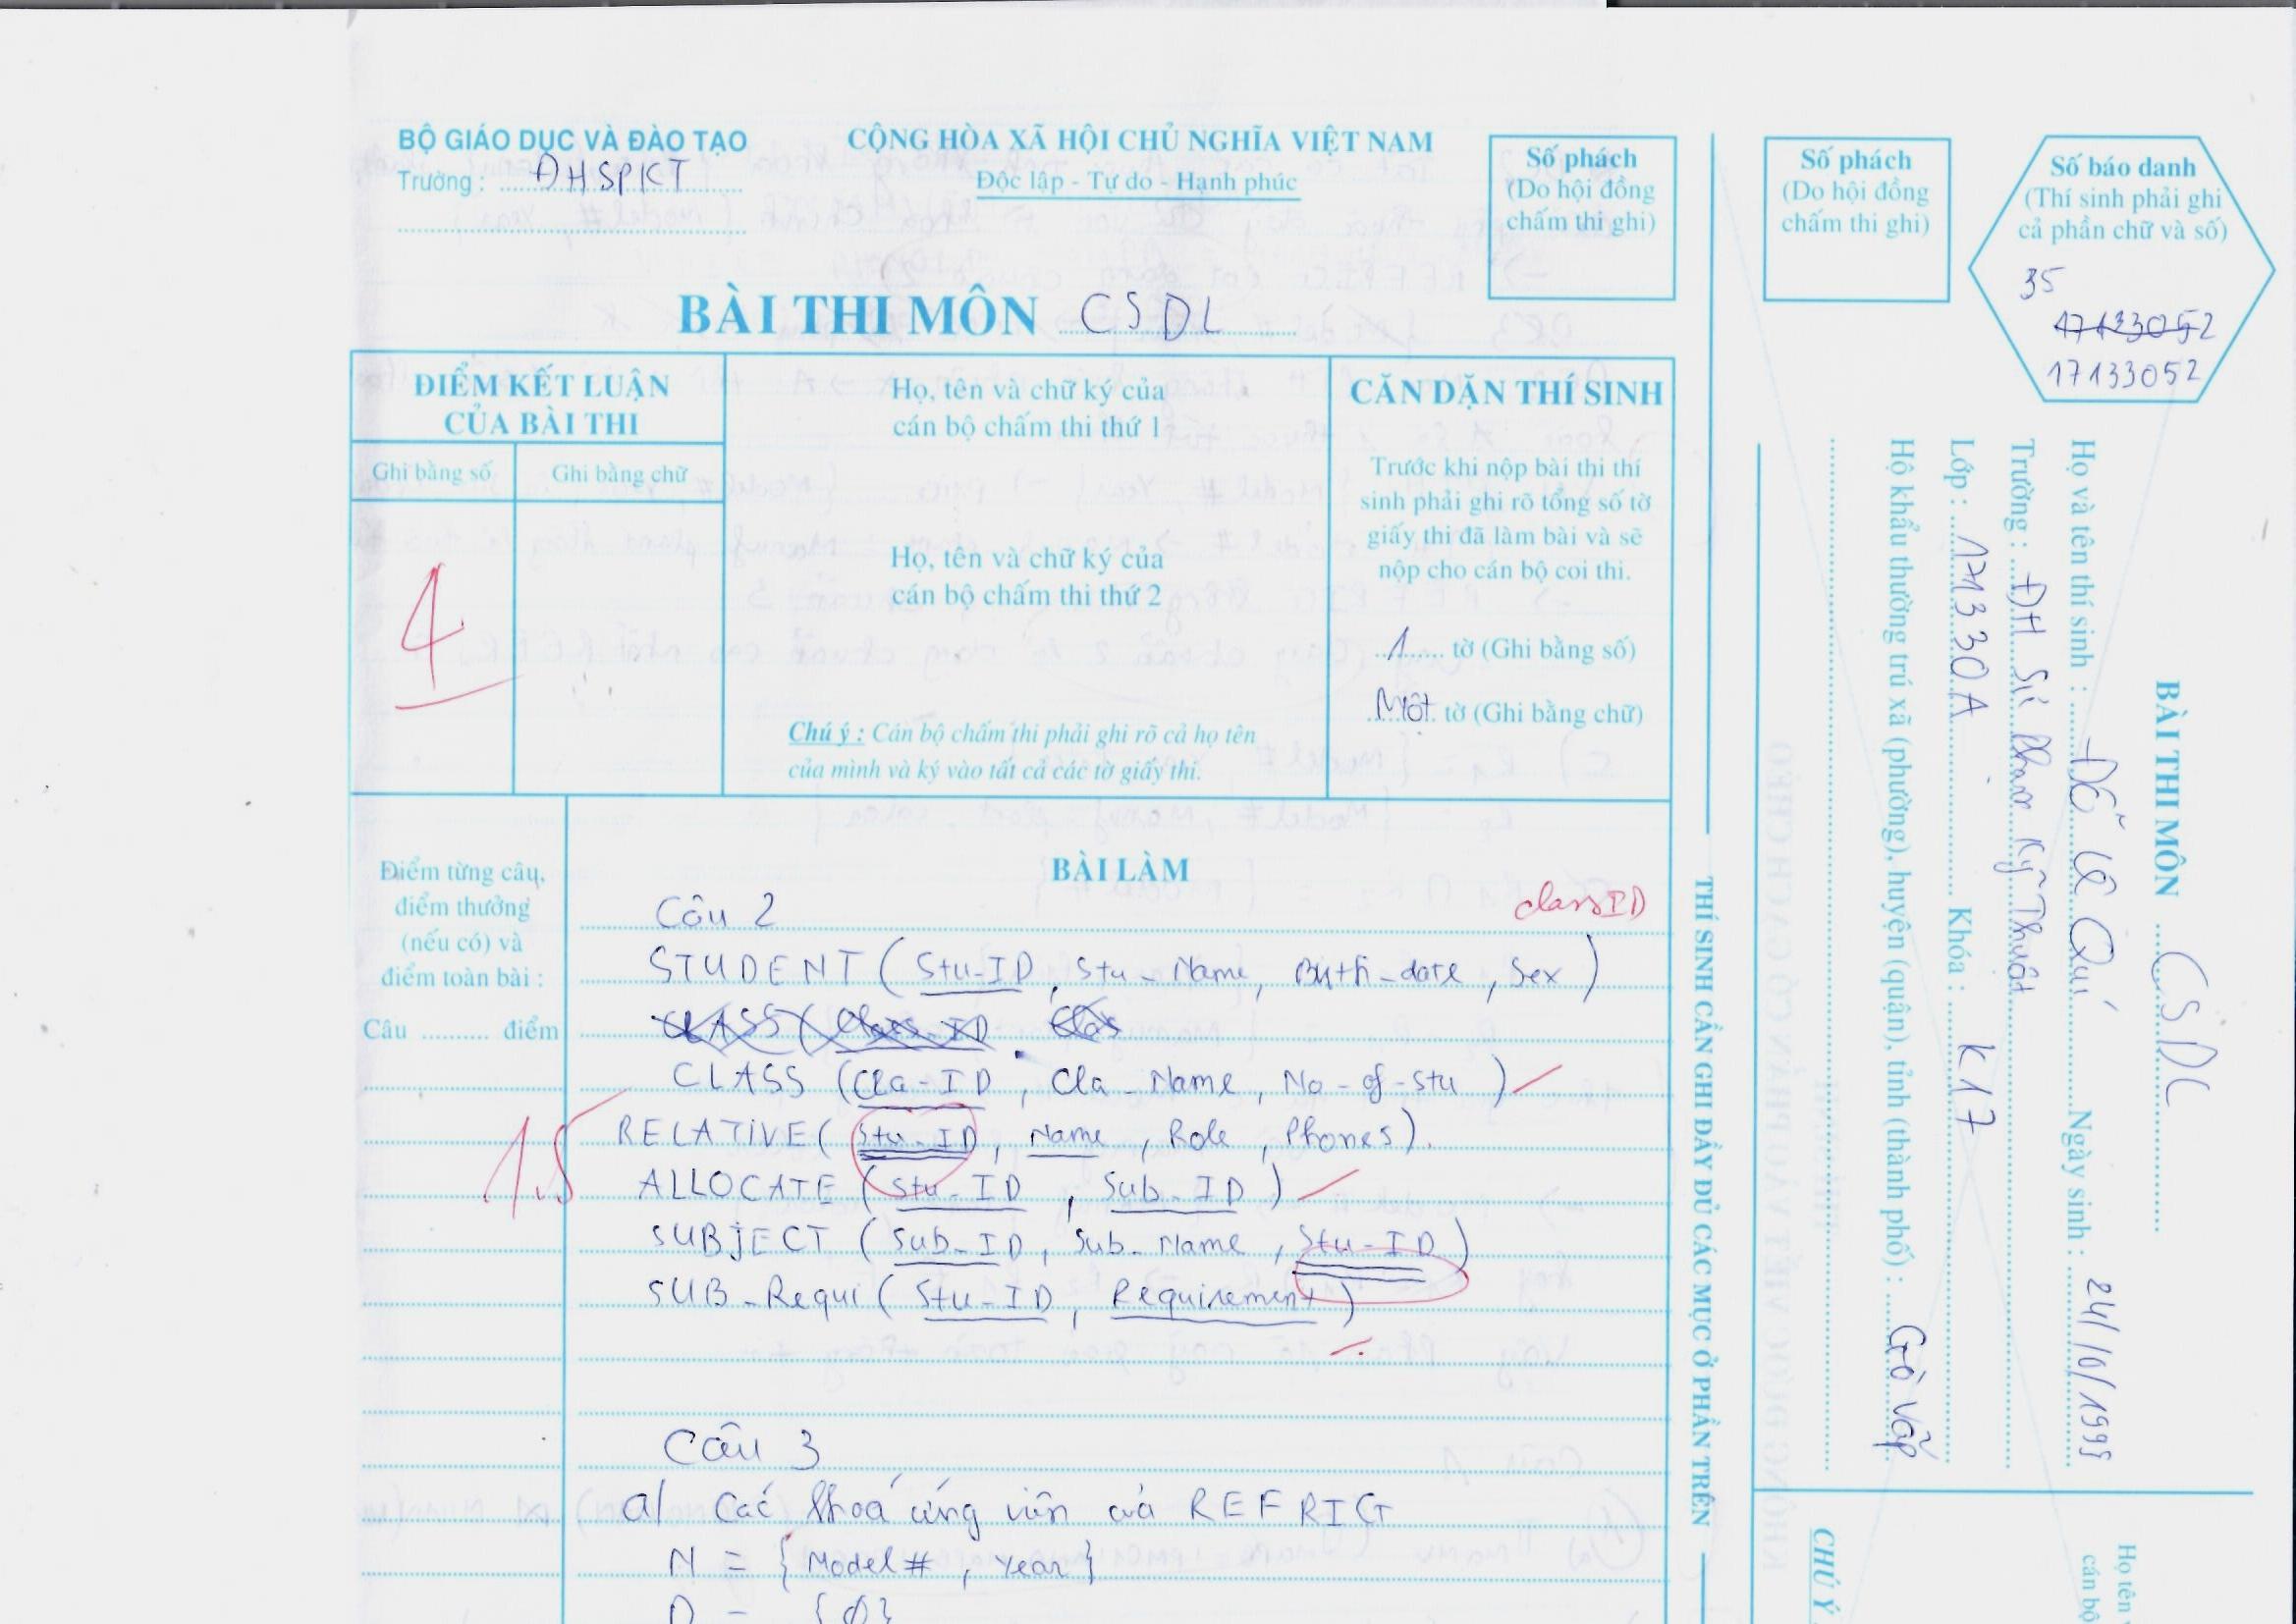 BỘ GIÁO DỤC VÀ ĐÀO TẠO
Trường : ĐHSPKT
CỘNG HÒA XÃ HỘI CHỦ NGHĨA VIỆT NAM
Độc lập - Tự do - Hạnh phúc
Số phách
(Do hội đồng
chấm thi ghi)
BÀI THI MÔN CSDL
ĐIỂM KẾT LUẬN
CỦA BÀI THI
Ghi bằng số
Ghi bằng chữ
4
Họ, tên và chữ ký của
cán bộ chấm thi thứ 1
Họ, tên và chữ ký của
cán bộ chấm thi thứ 2
Chú ý : Cán bộ chấm thi phải ghi rõ cả họ tên
của mình và ký vào tất cả các tờ giấy thi.
CĂN DẶN THÍ SINH
Trước khi nộp bài thi thí
sinh phải ghi rõ tổng số tờ
giấy thi đã làm bài và sẽ
nộp cho cán bộ coi thi.
1 tờ (Ghi bằng số)
Một tờ (Ghi bằng chữ)
Điểm từng câu,
điểm thưởng
(nếu có) và
điểm toàn bài :
Câu .......... điểm
1.5
BÀI LÀM
Câu 2
classID
STUDENT ( Stu-ID, Stu-Name, Birth-date, Sex )
CLASS ( Class-ID, Clas
CLASS (Cla-ID, Cla-Name, No-of-stu )
RELATIVE ( Stu-ID, Name, Role, Phones).
ALLOCATE ( Stu-ID, Sub-ID )
SUBJECT ( Sub-ID, Sub-Name, Stu-ID )
SUB-Requi ( Stu-ID, Requirement )
Câu 3
a/ Các khoá ứng viên của REFRIG
N = {Model#, Year}
D = {∅}
THÍ SINH CẦN GHI ĐẦY ĐỦ CÁC MỤC Ở PHẦN TRÊN
Số phách
(Do hội đồng
chấm thi ghi)
Số báo danh
(Thí sinh phải ghi
cả phần chữ và số)
35
17133052
17133052
BÀI THI MÔN CSDL
Họ và tên thí sinh : Đỗ Lê Quí Ngày sinh :
Trường : ĐH Sư Phạm Kỹ Thuật
Lớp : 171330A Khóa : K17
Hộ khẩu thường trú xã (phường), huyện (quận), tỉnh (thành phố) : Gò Vấp
CHÚ Ý
Họ tên
cán bộ